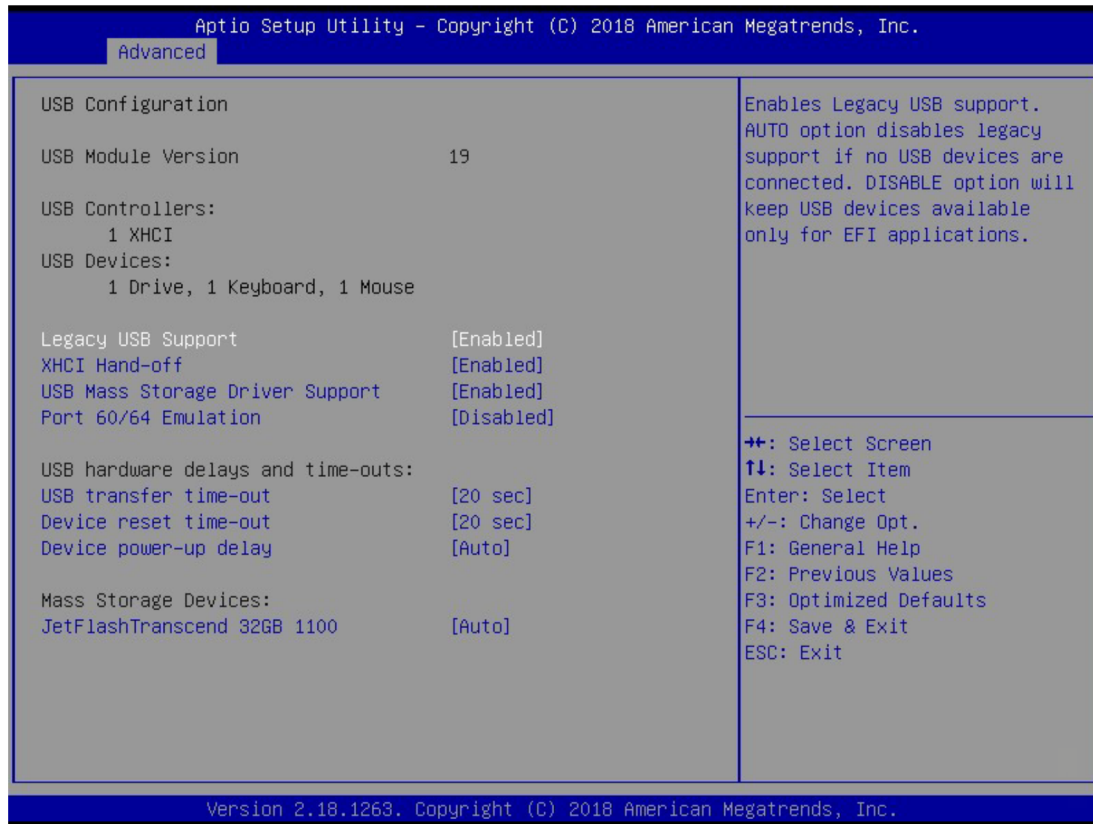 Aptio Setup Utility – Copyright (C) 2018 American Megatrends, Inc.
Advanced
USB Configuration
USB Module Version 19
USB Controllers:
1 XHCI
USB Devices:
1 Drive, 1 Keyboard, 1 Mouse
Legacy USB Support [Enabled]
XHCI Hand-off [Enabled]
USB Mass Storage Driver Support [Enabled]
Port 60/64 Emulation [Disabled]
USB hardware delays and time-outs:
USB transfer time-out [20 sec]
Device reset time-out [20 sec]
Device power-up delay [Auto]
Mass Storage Devices:
JetFlashTranscend 32GB 1100 [Auto]
Enables Legacy USB support.
AUTO option disables legacy
support if no USB devices are
connected. DISABLE option will
keep USB devices available
only for EFI applications.
→←: Select Screen
↑↓: Select Item
Enter: Select
+/-: Change Opt.
F1: General Help
F2: Previous Values
F3: Optimized Defaults
F4: Save & Exit
ESC: Exit
Version 2.18.1263. Copyright (C) 2018 American Megatrends, Inc.